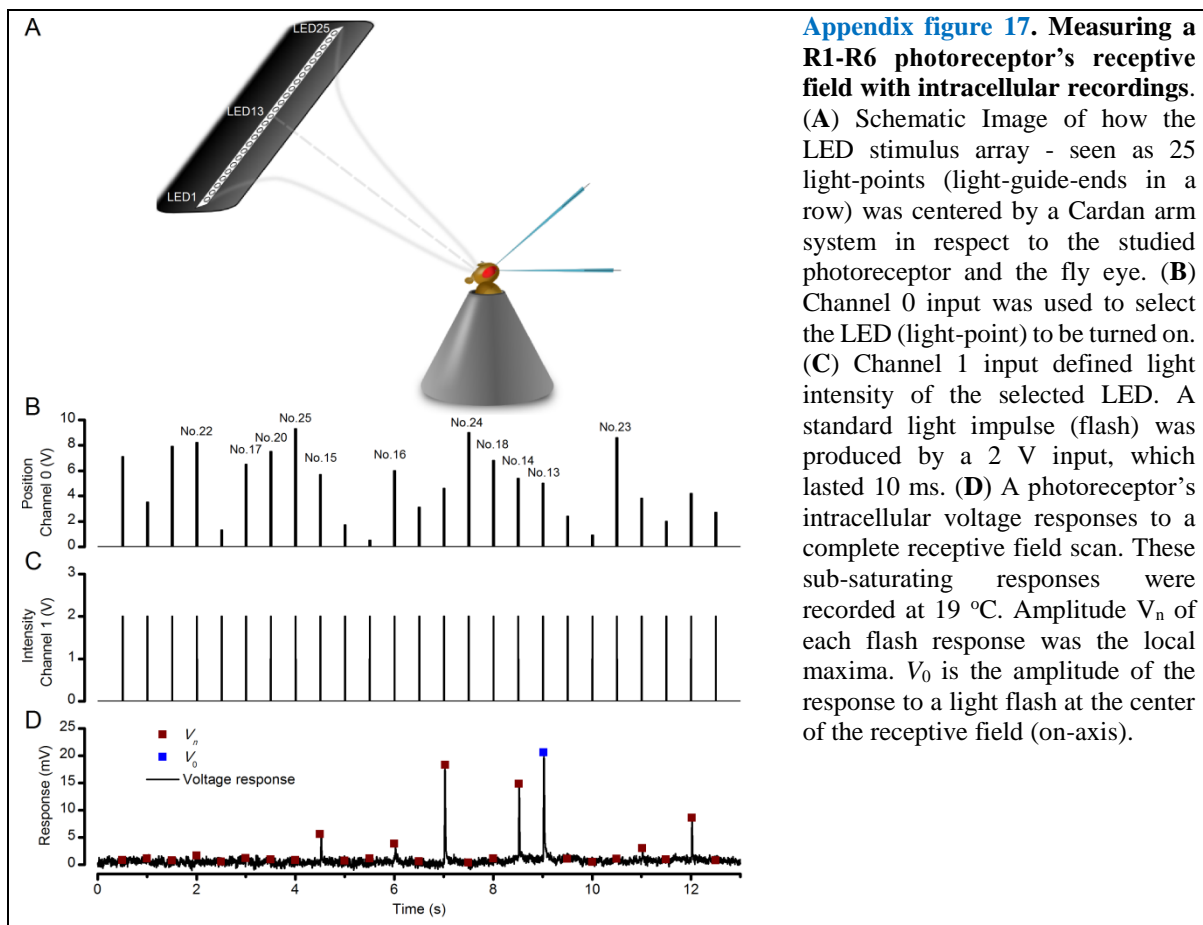 A
LED25
LED13
LED1
B
Position
Channel 0 (V)
10
8
6
4
2
0
No.22
No.17
No.20
No.25
No.15
No.16
No.24
No.18
No.14
No.13
No.23
C
Intensity
Channel 1 (V)
3
2
1
0
D
Response (mV)
25
20
15
10
5
0
Vn
V0
Voltage response
0 2 4 6 8 10 12
Time (s)
Appendix figure 17. Measuring a
R1-R6 photoreceptor's receptive
field with intracellular recordings.
(A) Schematic Image of how the
LED stimulus array - seen as 25
light-points (light-guide-ends in a
row) was centered by a Cardan arm
system in respect to the studied
photoreceptor and the fly eye. (B)
Channel 0 input was used to select
the LED (light-point) to be turned on.
(C) Channel 1 input defined light
intensity of the selected LED. A
standard light impulse (flash) was
produced by a 2 V input, which
lasted 10 ms. (D) A photoreceptor's
intracellular voltage responses to a
complete receptive field scan. These
sub-saturating responses were
recorded at 19 °C. Amplitude Vn of
each flash response was the local
maxima. V0 is the amplitude of the
response to a light flash at the center
of the receptive field (on-axis).